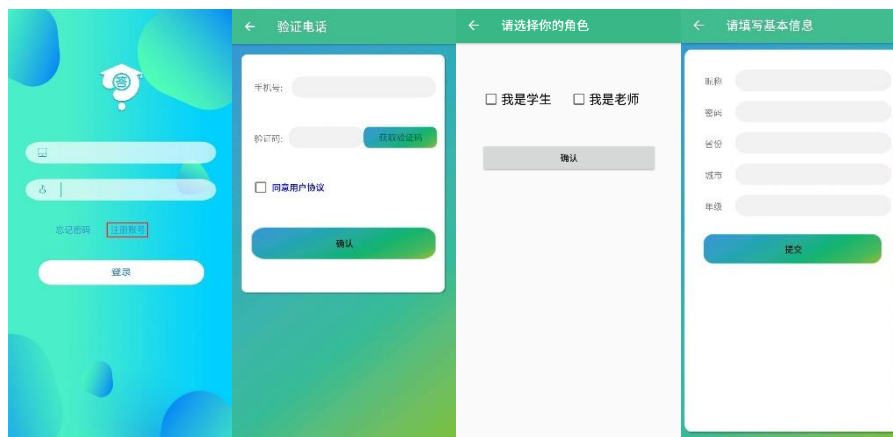 答
忘记密码 注册账号
登录
验证电话
手机号:
验证码: 获取验证码
同意用户协议
确认
请选择你的角色
我是学生 我是老师
确认
请填写基本信息
昵称
密码
省份
城市
年级
提交